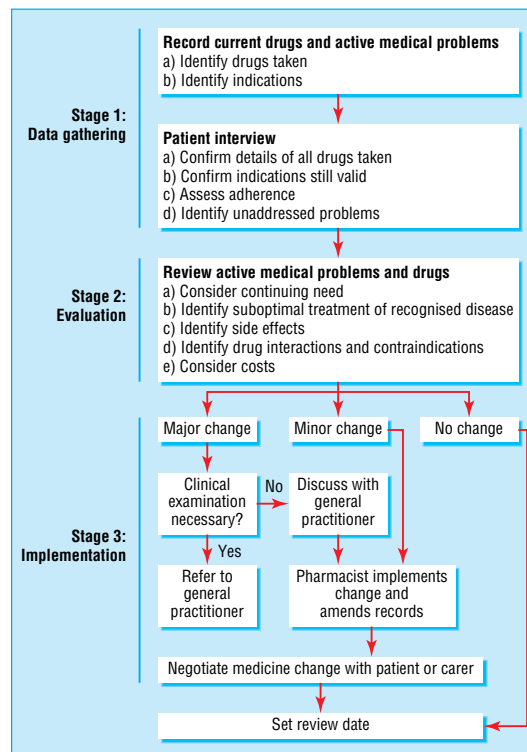 Record current drugs and active medical problems
a) Identify drugs taken
b) Identify indications
Stage 1:
Data gathering
Patient interview
a) Confirm details of all drugs taken
b) Confirm indications still valid
c) Assess adherence
d) Identify unaddressed problems
Stage 2:
Evaluation
Review active medical problems and drugs
a) Consider continuing need
b) Identify suboptimal treatment of recognised disease
c) Identify side effects
d) Identify drug interactions and contraindications
e) Consider costs
Major change
Minor change
No change
Clinical
examination
necessary?
No
Discuss with
general
practitioner
Stage 3:
Implementation
Yes
Refer to
general
practitioner
Pharmacist implements
change and
amends records
Negotiate medicine change with patient or carer
Set review date